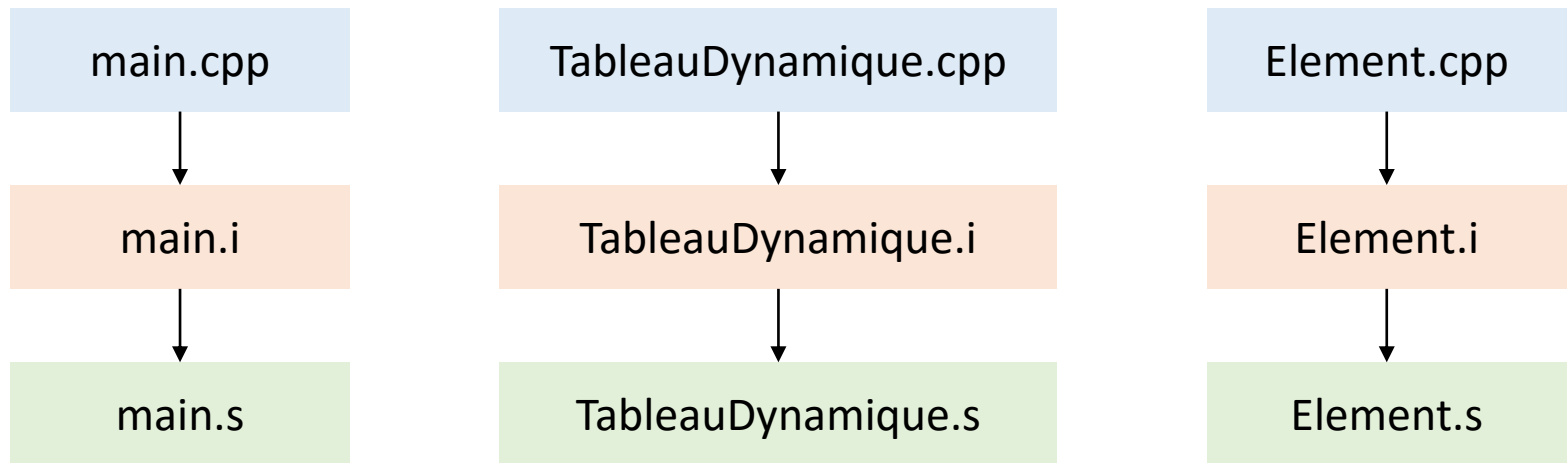 main.cpp
TableauDynamique.cpp
Element.cpp
main.i
TableauDynamique.i
Element.i
main.s
TableauDynamique.s
Element.s